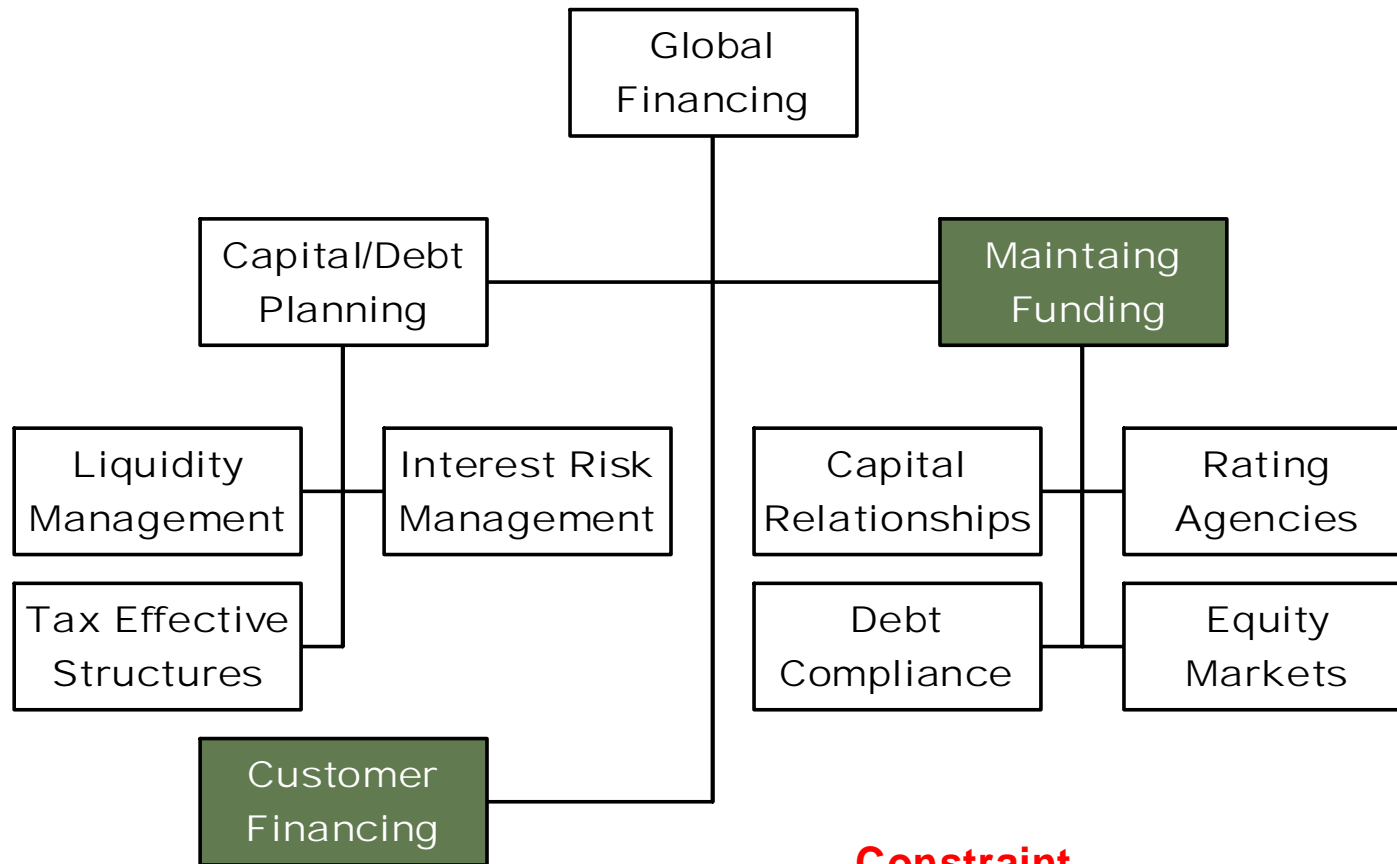 Global
Financing
Capital/Debt
Planning
Maintaing
Funding
Liquidity
Management
Interest Risk
Management
Capital
Relationships
Rating
Agencies
Tax Effective
Structures
Debt
Compliance
Equity
Markets
Customer
Financing
Constraint